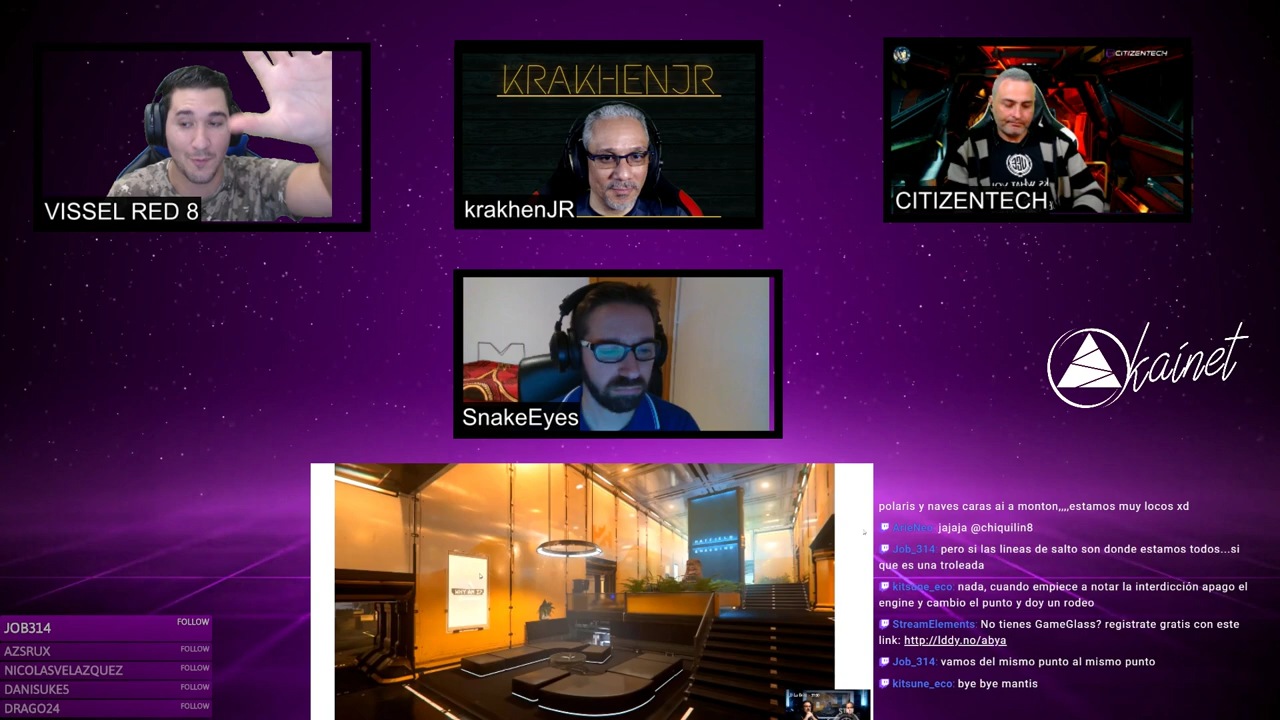 KRAKHENJR
CITIZENTECH
VISSEL RED 8
krakhenJR
CITIZENTECH
SnakeEyes
kainet
polaris y naves caras ai a monton,,,,estamos muy locos xd
jajaja @chiquilin8
Job_314: pero si las lineas de salto son donde estamos todos...si
que es una troleada
kitsune_eco: nada, cuando empiece a notar la interdicción apago el
engine y cambio el punto y doy un rodeo
StreamElements: No tienes GameGlass? registrate gratis con este
link: http://lddy.no/abya
Job_314: vamos del mismo punto al mismo punto
kitsune_eco: bye bye mantis
JOB314 FOLLOW
AZSRUX FOLLOW
NICOLASVELAZQUEZ FOLLOW
DANISUKE5 FOLLOW
DRAGO24 FOLLOW